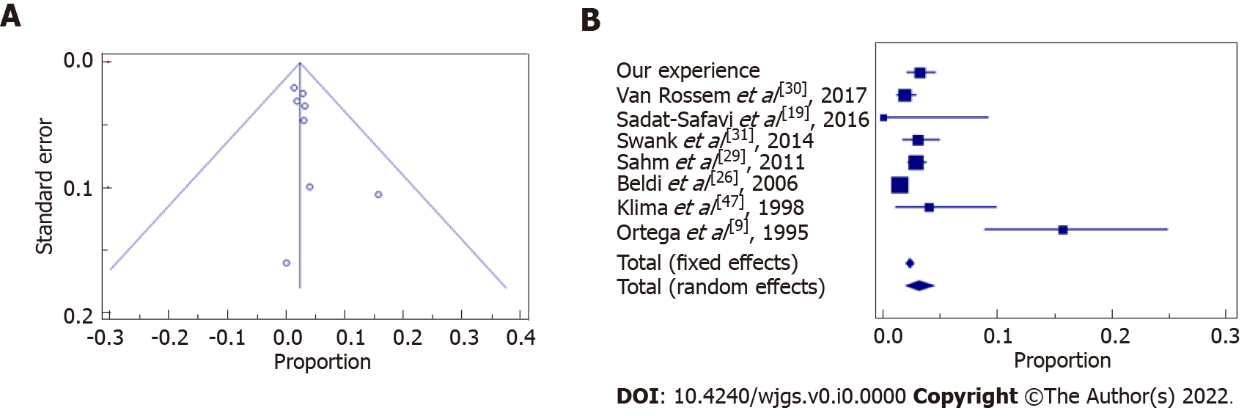 A
0.0
0.1
0.2
Standard error
-0.3 -0.2 -0.1 0.0 0.1 0.2 0.3 0.4
Proportion
B
Our experience
Van Rossem et al[30], 2017
Sadat-Safavi et al[19], 2016
Swank et al[31], 2014
Sahm et al[29], 2011
Beldi et al[26], 2006
Klima et al[47], 1998
Ortega et al[9], 1995
Total (fixed effects)
Total (random effects)
0.0 0.1 0.2 0.3
Proportion
DOI: 10.4240/wjgs.v0.i0.0000 Copyright ©The Author(s) 2022.